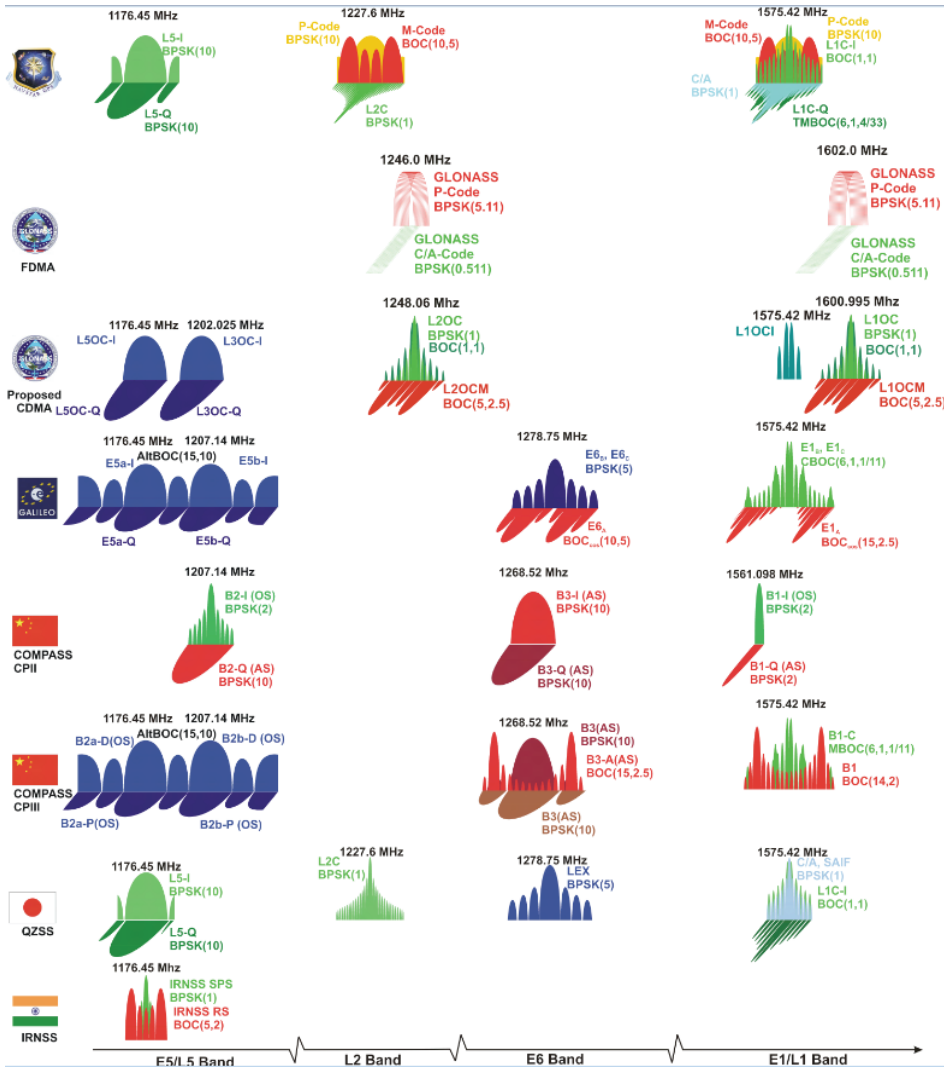 1176.45 MHz
L5-I
BPSK(10)
L5-Q
BPSK(10)
1227.6 MHz
P-Code
BPSK(10)
M-Code
BOC(10,5)
L2C
BPSK(1)
1575.42 MHz
M-Code
BOC(10,5)
P-Code
BPSK(10)
L1C-I
BOC(1,1)
C/A
BPSK(1)
L1C-Q
TMBOC(6,1,4/33)
NAVSTAR GPS
GLONASS
FDMA
1246.0 MHz
GLONASS
P-Code
BPSK(5.11)
GLONASS
C/A-Code
BPSK(0.511)
1602.0 MHz
GLONASS
P-Code
BPSK(5.11)
GLONASS
C/A-Code
BPSK(0.511)
GLONASS
Proposed
CDMA
1176.45 MHz
1202.025 MHz
L5OC-I
L3OC-I
L5OC-Q
L3OC-Q
1248.06 Mhz
L2OC
BPSK(1)
BOC(1,1)
L2OCM
BOC(5,2.5)
1575.42 MHz
L1OCI
1600.995 MHz
L1OC
BPSK(1)
BOC(1,1)
L1OCM
BOC(5,2.5)
GALILEO
1176.45 MHz
1207.14 MHz
AltBOC(15,10)
E5a-I
E5b-I
E5a-Q
E5b-Q
1278.75 MHz
E6B, E6C
BPSK(5)
E6A
BOCcos(10,5)
1575.42 MHz
E1B, E1C
CBOC(6,1,1/11)
E1A
BOCcos(15,2.5)
COMPASS
CPII
1207.14 MHz
B2-I (OS)
BPSK(2)
B2-Q (AS)
BPSK(10)
1268.52 MHz
B3-I (AS)
BPSK(10)
B3-Q (AS)
BPSK(10)
1561.098 MHz
B1-I (OS)
BPSK(2)
B1-Q (AS)
BPSK(2)
COMPASS
CPIII
1176.45 MHz
1207.14 MHz
AltBOC(15,10)
B2a-D(OS)
B2b-D (OS)
B2a-P(OS)
B2b-P (OS)
1268.52 MHz
B3(AS)
BPSK(10)
B3-A(AS)
BOC(15,2.5)
B3(AS)
BPSK(10)
1575.42 MHz
B1-C
MBOC(6,1,1/11)
B1
BOC(14,2)
QZSS
1176.45 MHz
L5-I
BPSK(10)
L5-Q
BPSK(10)
1227.6 MHz
L2C
BPSK(1)
1278.75 MHz
LEX
BPSK(5)
1575.42 MHz
C/A, SAIF
BPSK(1)
L1C-I
BOC(1,1)
IRNSS
1176.45 Mhz
IRNSS SPS
BPSK(1)
IRNSS RS
BOC(5,2)
E5/L5 Band
L2 Band
E6 Band
E1/L1 Band